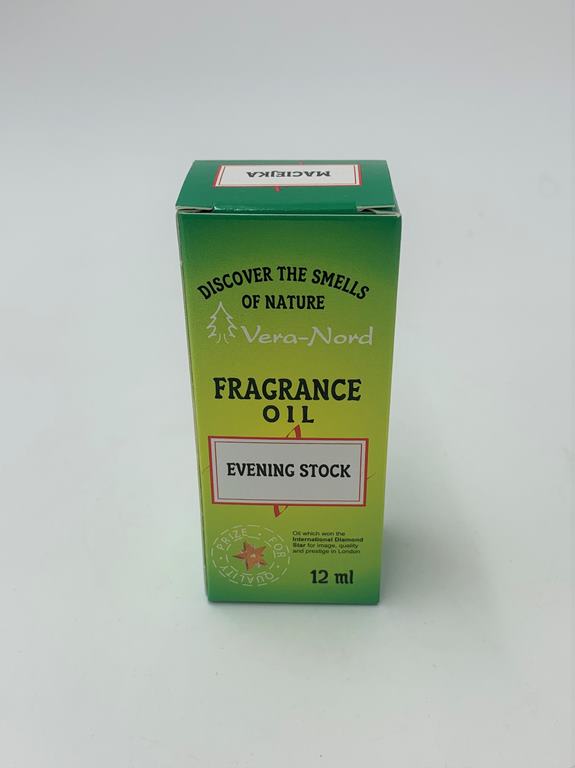 MACIEJKA
DISCOVER THE SMELLS
OF NATURE
Vera-Nord
FRAGRANCE
OIL
EVENING STOCK
PRIZE FOR QUALITY
Oil which won the
International Diamond
Star for image, quality
and prestige in London
12 ml